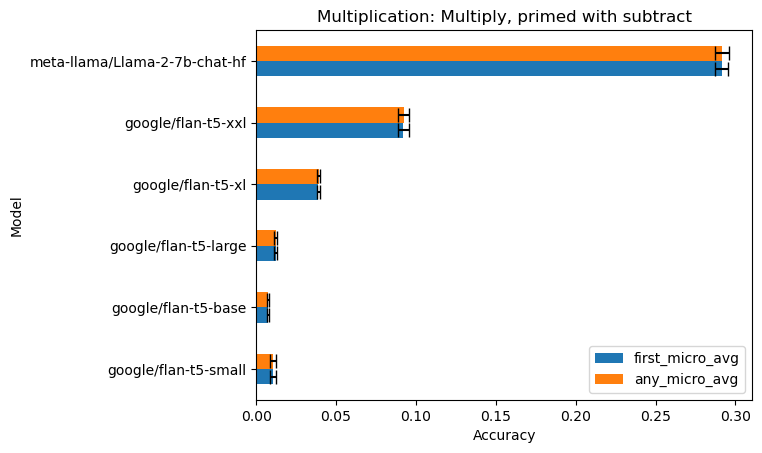 Multiplication: Multiply, primed with subtract
Model
meta-llama/Llama-2-7b-chat-hf
google/flan-t5-xxl
google/flan-t5-xl
google/flan-t5-large
google/flan-t5-base
google/flan-t5-small
first_micro_avg
any_micro_avg
0.00 0.05 0.10 0.15 0.20 0.25 0.30
Accuracy